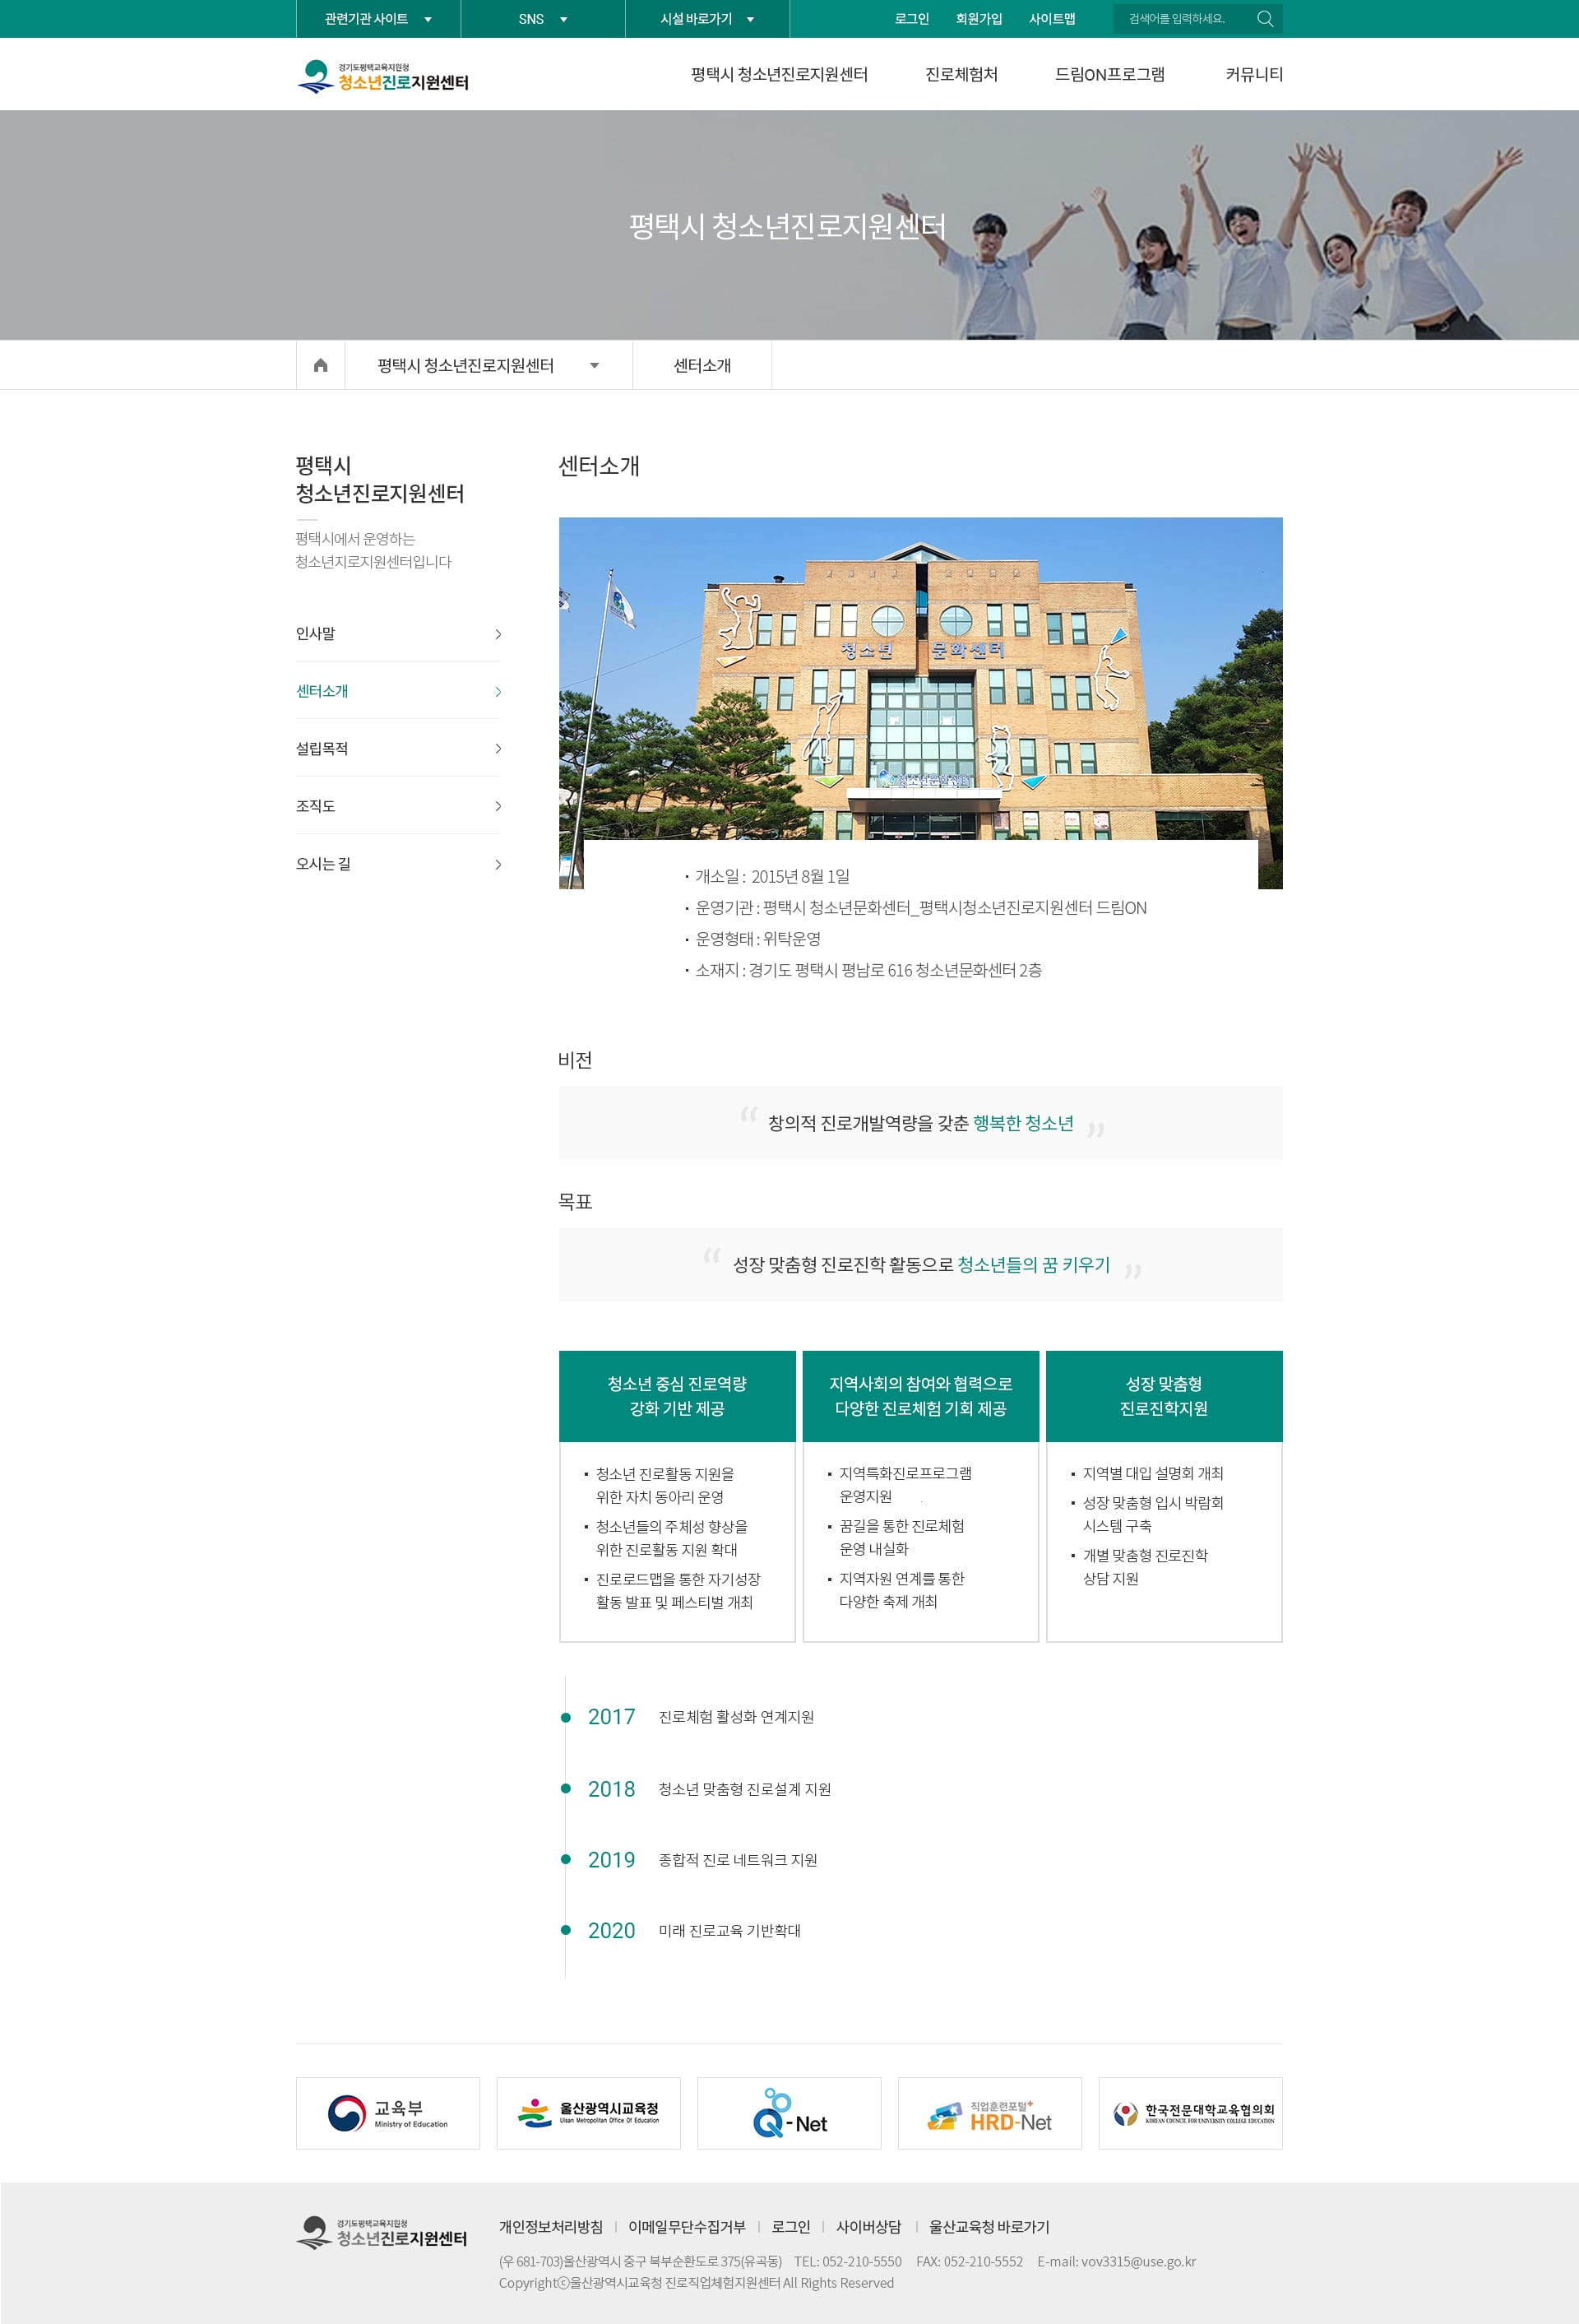 관련기관 사이트
SNS
시설 바로가기
로그인
회원가입
사이트맵
검색어를 입력하세요.
경기도평택교육지원청
청소년진로지원센터
평택시 청소년진로지원센터
진로체험처
드림ON프로그램
커뮤니티
평택시 청소년진로지원센터
평택시 청소년진로지원센터
센터소개
평택시
청소년진로지원센터
평택시에서 운영하는
청소년지로지원센터입니다
인사말
센터소개
설립목적
조직도
오시는 길
센터소개
청소년 문화센터
청소년문화센터
개소일 : 2015년 8월 1일
운영기관 : 평택시 청소년문화센터_평택시청소년진로지원센터 드림ON
운영형태 : 위탁운영
소재지 : 경기도 평택시 평남로 616 청소년문화센터 2층
비전
“ 창의적 진로개발역량을 갖춘 행복한 청소년 ”
목표
“ 성장 맞춤형 진로진학 활동으로 청소년들의 꿈 키우기 ”
청소년 중심 진로역량
강화 기반 제공
청소년 진로활동 지원을
위한 자치 동아리 운영
청소년들의 주체성 향상을
위한 진로활동 지원 확대
진로로드맵을 통한 자기성장
활동 발표 및 페스티벌 개최
지역사회의 참여와 협력으로
다양한 진로체험 기회 제공
지역특화진로프로그램
운영지원
꿈길을 통한 진로체험
운영 내실화
지역자원 연계를 통한
다양한 축제 개최
성장 맞춤형
진로진학지원
지역별 대입 설명회 개최
성장 맞춤형 입시 박람회
시스템 구축
개별 맞춤형 진로진학
상담 지원
2017 진로체험 활성화 연계지원
2018 청소년 맞춤형 진로설계 지원
2019 종합적 진로 네트워크 지원
2020 미래 진로교육 기반확대
교육부
Ministry of Education
울산광역시교육청
Ulsan Metropolitan Office Of Education
Q-Net
직업훈련포털+
HRD-Net
한국전문대학교육협의회
KOREAN COUNCIL FOR UNIVERSITY COLLEGE EDUCATION
경기도평택교육지원청
청소년진로지원센터
개인정보처리방침 | 이메일무단수집거부 | 로그인 | 사이버상담 | 울산교육청 바로가기
(우 681-703)울산광역시 중구 북부순환도로 375(유곡동) TEL: 052-210-5550 FAX: 052-210-5552 E-mail: vov3315@use.go.kr
Copyrightⓒ울산광역시교육청 진로직업체험지원센터 All Rights Reserved